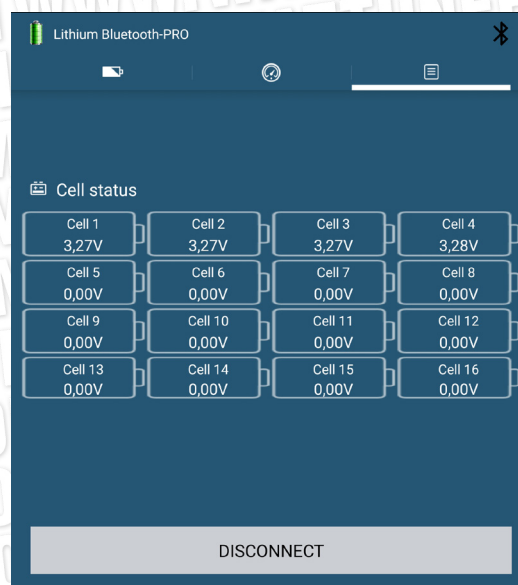 Lithium Bluetooth-PRO
Cell status
Cell 1 Cell 2 Cell 3 Cell 4
3,27V 3,27V 3,27V 3,28V
Cell 5 Cell 6 Cell 7 Cell 8
0,00V 0,00V 0,00V 0,00V
Cell 9 Cell 10 Cell 11 Cell 12
0,00V 0,00V 0,00V 0,00V
Cell 13 Cell 14 Cell 15 Cell 16
0,00V 0,00V 0,00V 0,00V
DISCONNECT